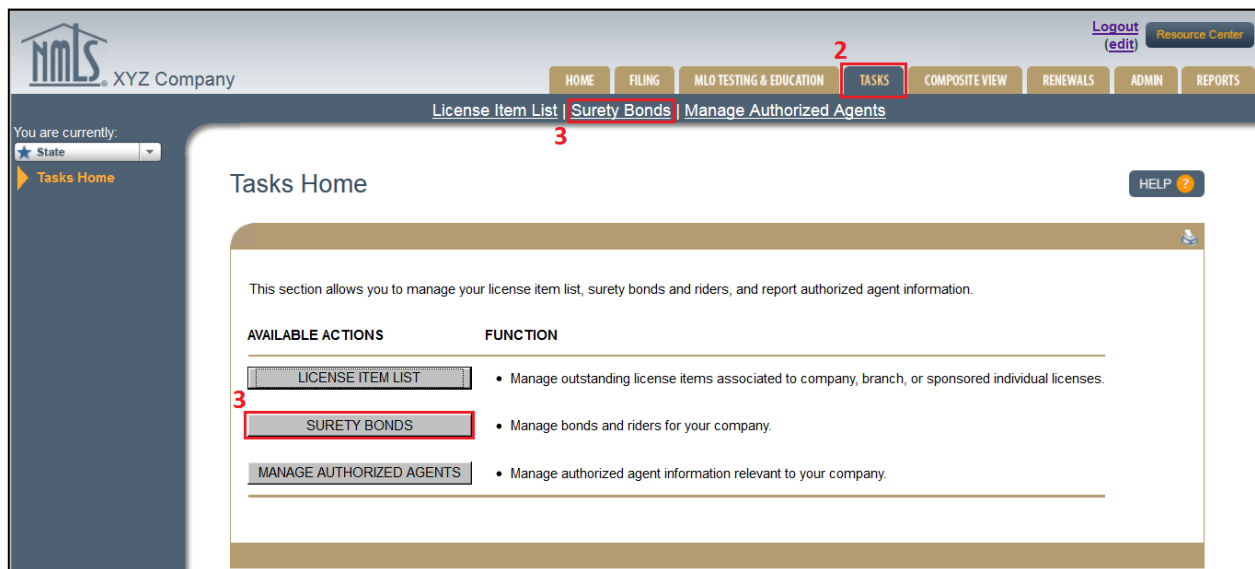 Logout
(edit)
Resource Center
NMLS® XYZ Company
2
HOME FILING MLO TESTING & EDUCATION TASKS COMPOSITE VIEW RENEWALS ADMIN REPORTS
License Item List | Surety Bonds | Manage Authorized Agents
3
You are currently:
State
Tasks Home
Tasks Home
HELP ?
This section allows you to manage your license item list, surety bonds and riders, and report authorized agent information.
AVAILABLE ACTIONS FUNCTION
LICENSE ITEM LIST • Manage outstanding license items associated to company, branch, or sponsored individual licenses.
3
SURETY BONDS • Manage bonds and riders for your company.
MANAGE AUTHORIZED AGENTS • Manage authorized agent information relevant to your company.